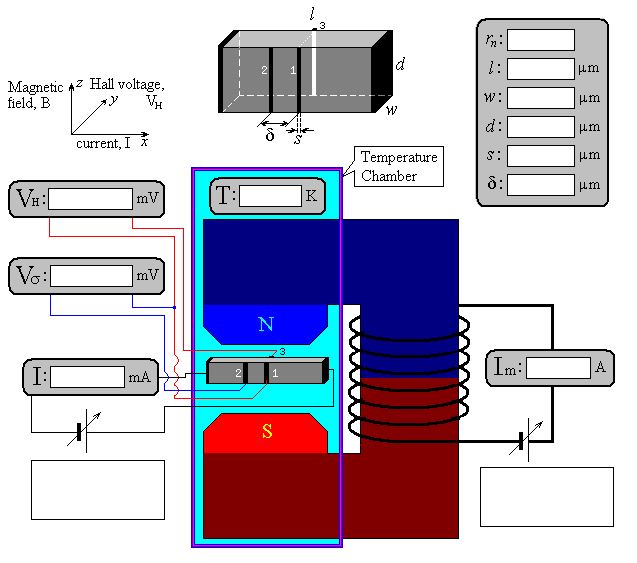 l
3
2
1
d
w
δ
s
rn:
l: μm
w: μm
d: μm
s: μm
δ: μm
Magnetic
field, B
z
Hall voltage,
y
VH
current, I
x
Temperature
Chamber
T: K
VH: mV
Vσ: mV
I: mA
N
3
2
1
S
Im: A